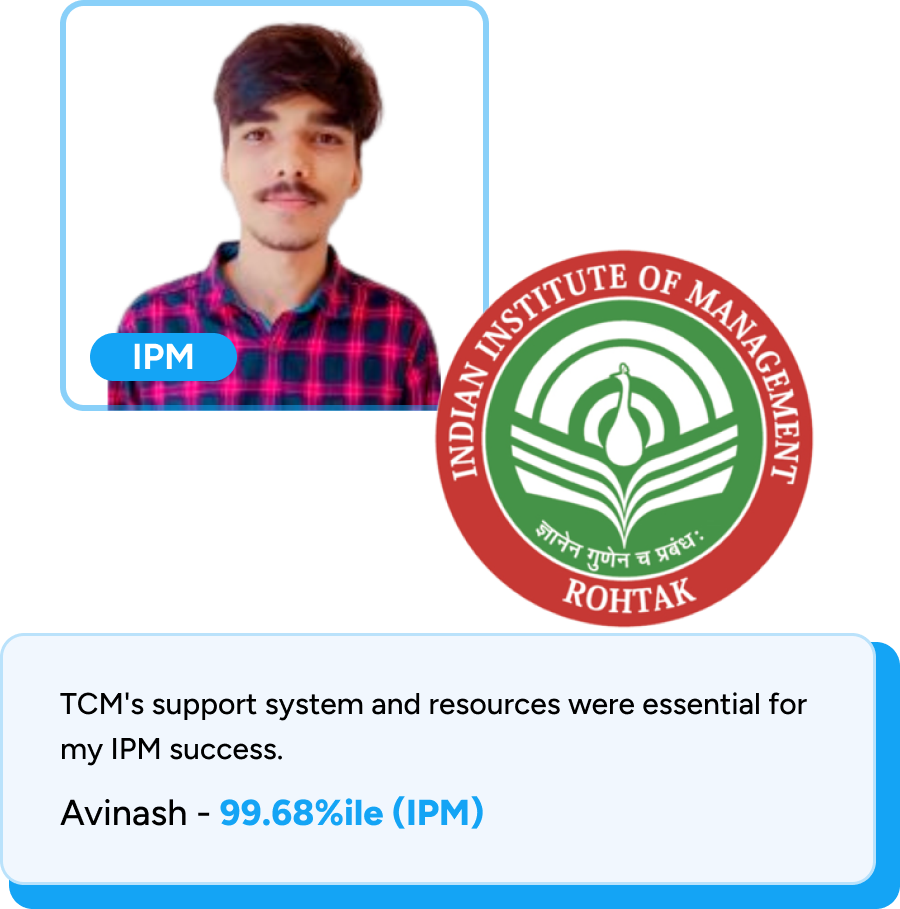 IPM
INDIAN INSTITUTE OF MANAGEMENT
ज्ञानेन गुणेन च प्रबंध:
ROHTAK
TCM's support system and resources were essential for
my IPM success.
Avinash - 99.68%ile (IPM)